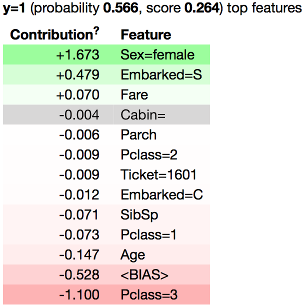 y=1 (probability 0.566, score 0.264) top features
Contribution? Feature
+1.673 Sex=female
+0.479 Embarked=S
+0.070 Fare
-0.004 Cabin=
-0.006 Parch
-0.009 Pclass=2
-0.009 Ticket=1601
-0.012 Embarked=C
-0.071 SibSp
-0.073 Pclass=1
-0.147 Age
-0.528 <BIAS>
-1.100 Pclass=3